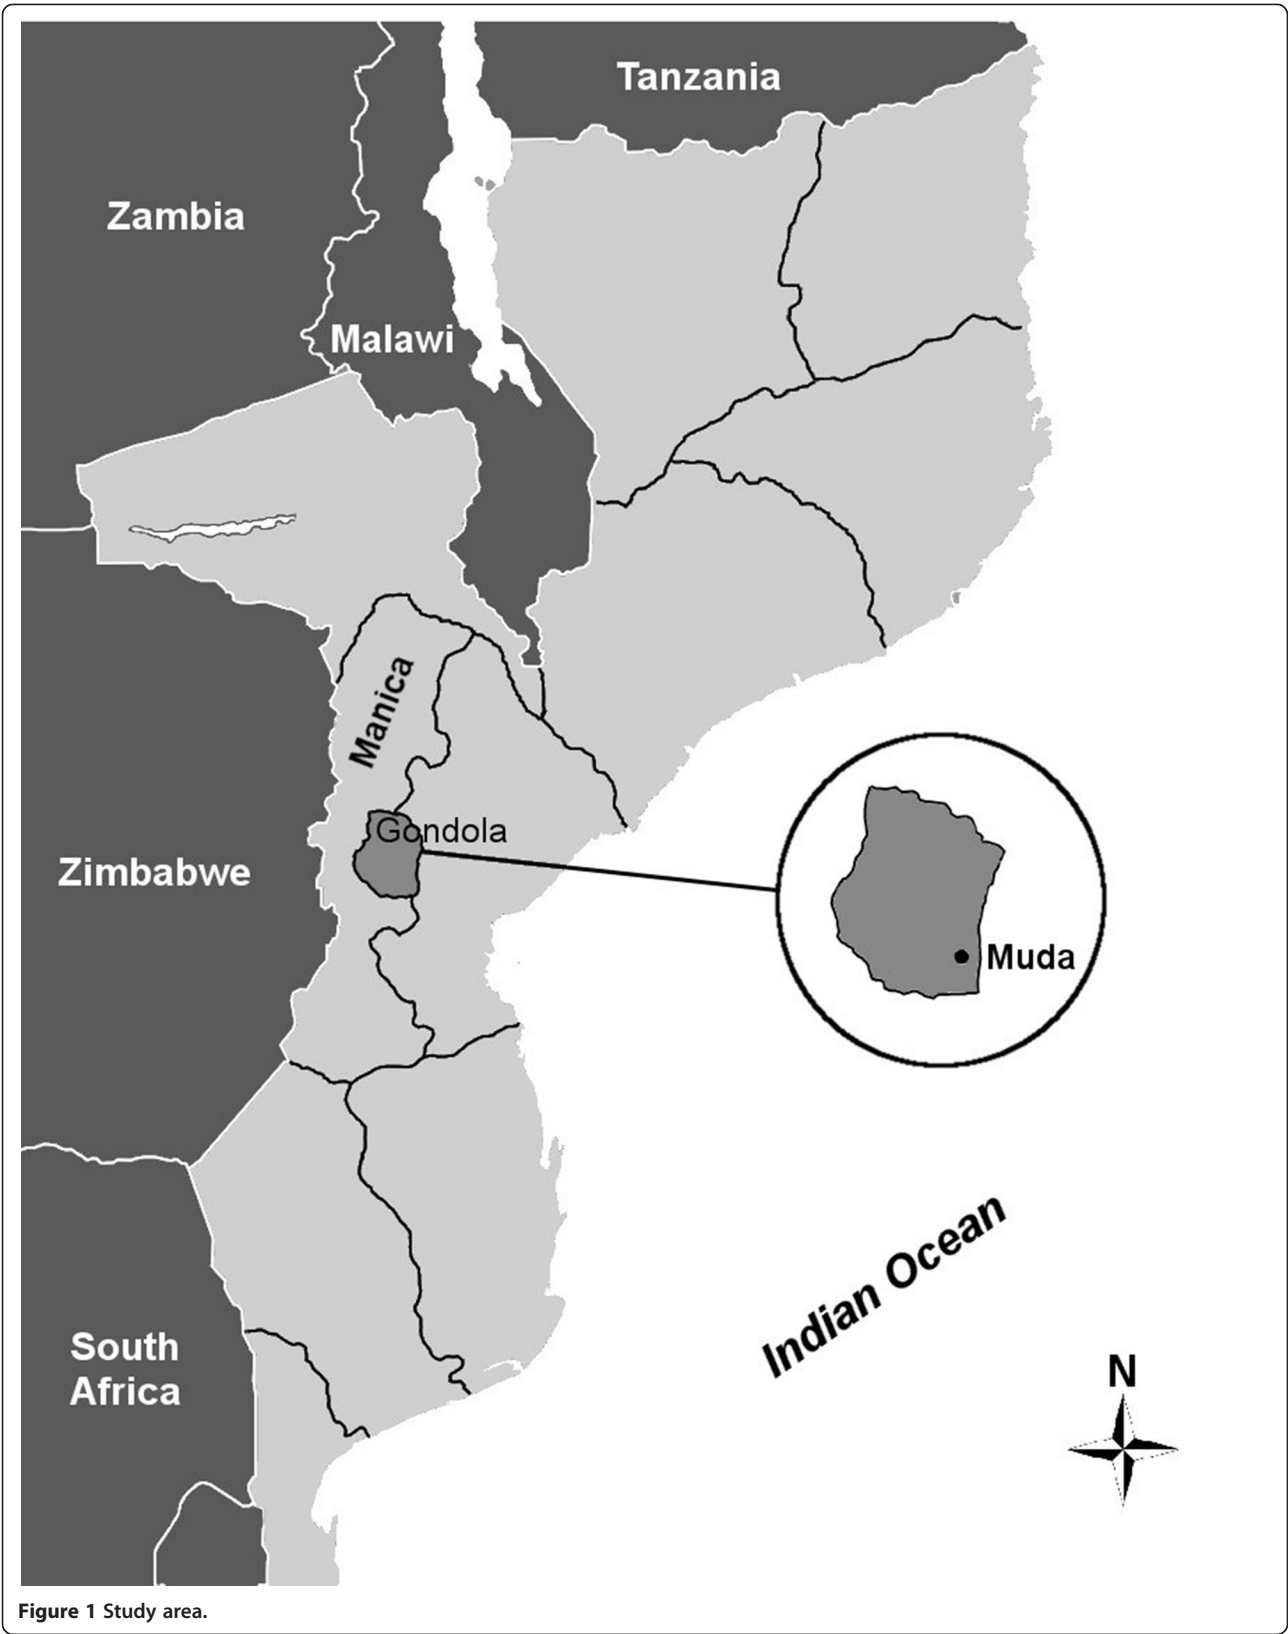 Tanzania
Zambia
Malawi
Manica
Gondola
Zimbabwe
Muda
Indian Ocean
South
Africa
N
Figure 1 Study area.